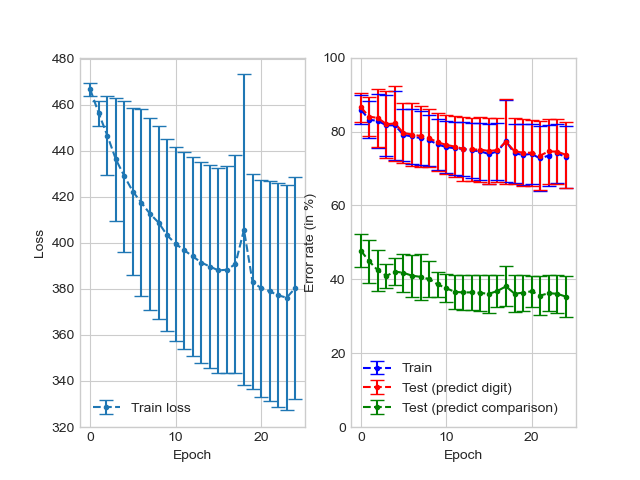 480
460
440
420
400
380
360
340
320
Loss
0
10
20
Epoch
Train loss
100
80
60
40
20
0
Error rate (in %)
0
10
20
Epoch
Train
Test (predict digit)
Test (predict comparison)